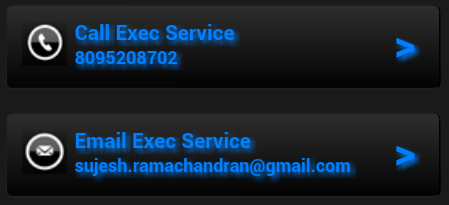 Call Exec Service
8095208702
>
Email Exec Service
sujesh.ramachandran@gmail.com
>